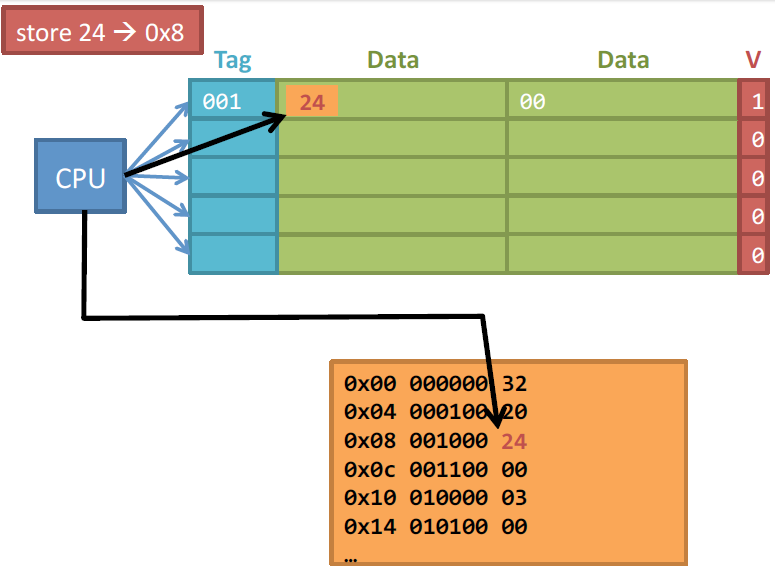 store 24 → 0x8
Tag Data Data V
001 24 00 1
0
0
CPU
0
0
0x00 000000 32
0x04 000100 20
0x08 001000 24
0x0c 001100 00
0x10 010000 03
0x14 010100 00
…